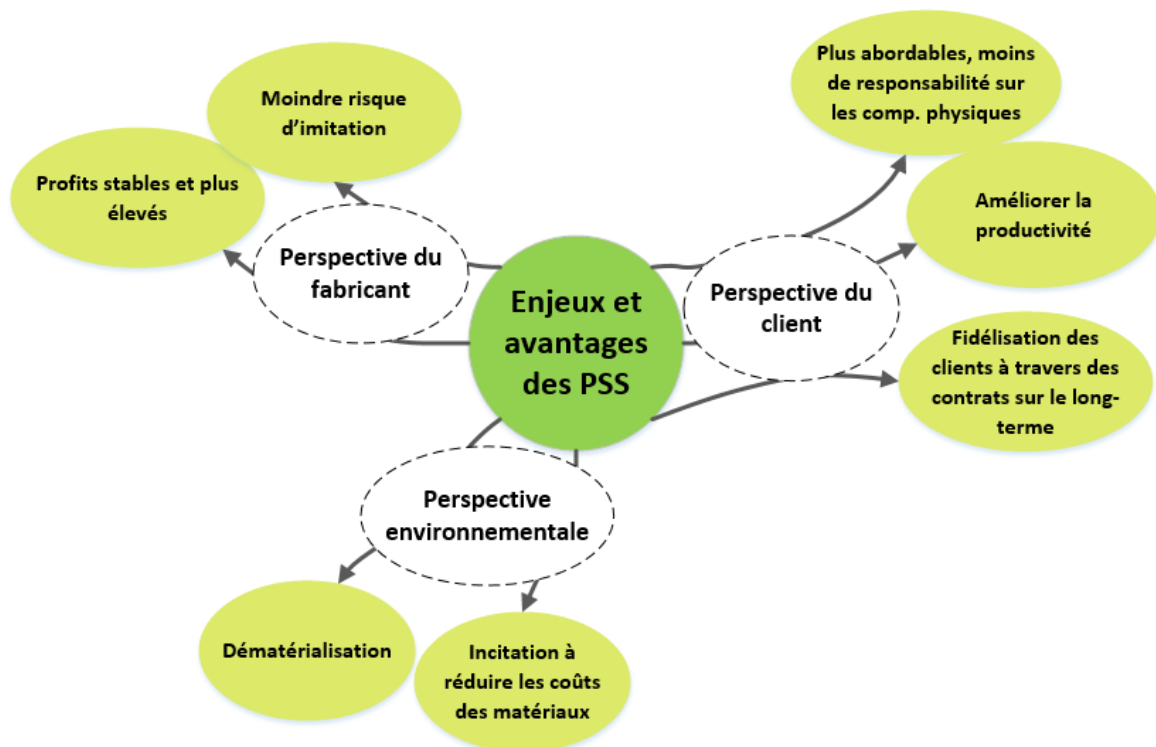 Enjeux et
avantages
des PSS
Perspective du
fabricant
Moindre risque
d’imitation
Profits stables et plus
élevés
Perspective du
client
Plus abordables, moins
de responsabilité sur
les comp. physiques
Améliorer la
productivité
Fidélisation des
clients à travers des
contrats sur le long-
terme
Perspective
environnementale
Dématérialisation
Incitation à
réduire les coûts
des matériaux